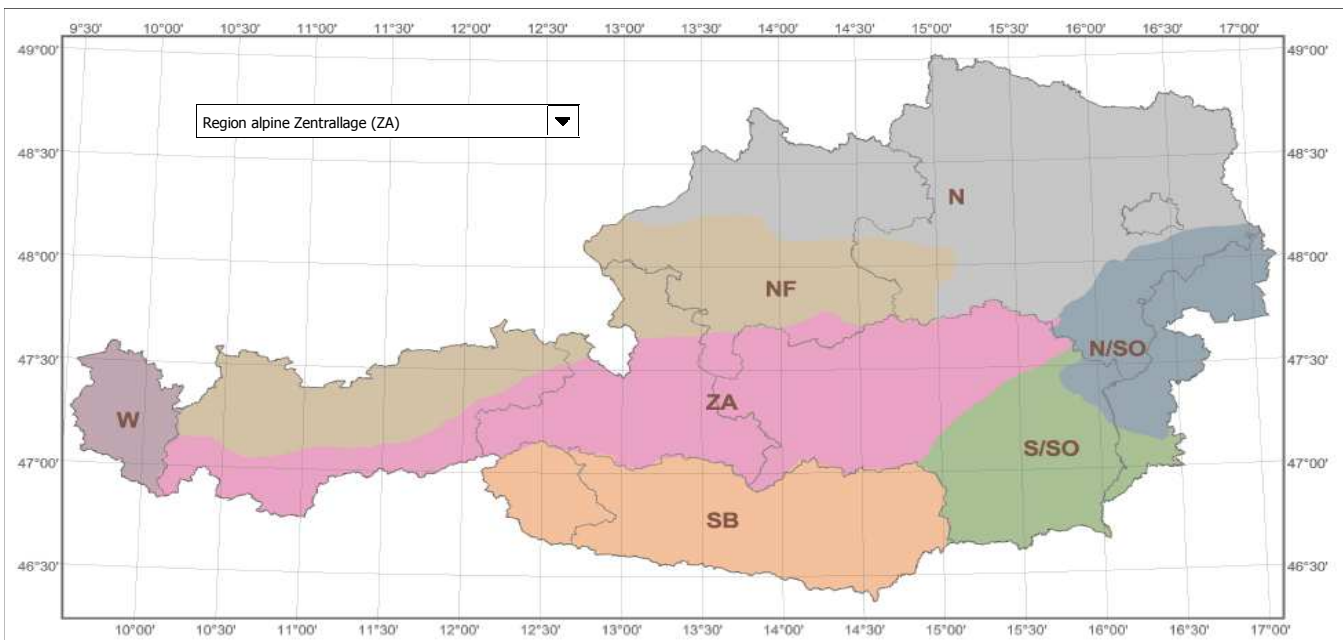 9°30' 10°00' 10°30' 11°00' 11°30' 12°00' 12°30' 13°00' 13°30' 14°00' 14°30' 15°00' 15°30' 16°00' 16°30' 17°00'
49°00' 49°00'
Region alpine Zentrallage (ZA)
48°30' 48°30'
N
48°00' 48°00'
NF
47°30' 47°30'
N/SO
ZA
W
S/SO
47°00' 47°00'
SB
46°30' 46°30'
10°00' 10°30' 11°00' 11°30' 12°00' 12°30' 13°00' 13°30' 14°00' 14°30' 15°00' 15°30' 16°00' 16°30' 17°00'